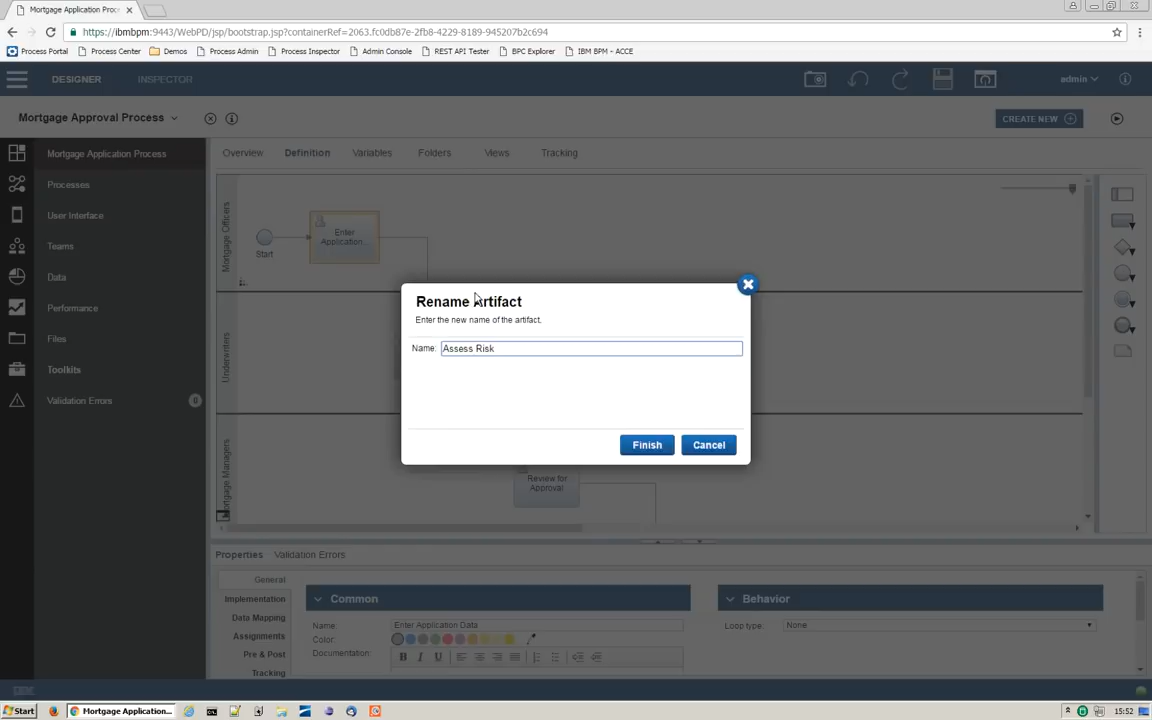 Mortgage Application Proc
https://ibmbpm:9443/WebPD/jsp/bootstrap.jsp?containerRef=2063.fc0db87e-2fb8-4229-8189-945207b2c694
Process Portal Process Center Demos Process Admin Process Inspector Admin Console REST API Tester BPC Explorer IBM BPM - ACCE
DESIGNER INSPECTOR admin
Mortgage Approval Process CREATE NEW
Mortgage Application Process
Processes
User Interface
Teams
Data
Performance
Files
Toolkits
Validation Errors
Overview Definition Variables Folders Views Tracking
Mortgage Officers
Start
Enter
Application...
Underwriters
Mortgage Managers
Review for
Approval
Rename Artifact
Enter the new name of the artifact.
Name: Assess Risk
Finish Cancel
Properties Validation Errors
General
Implementation
Data Mapping
Assignments
Pre & Post
Tracking
Common
Name: Enter Application Data
Color:
Documentation:
B I U
Behavior
Loop type: None
IBM
Start Mortgage Application... 15:52